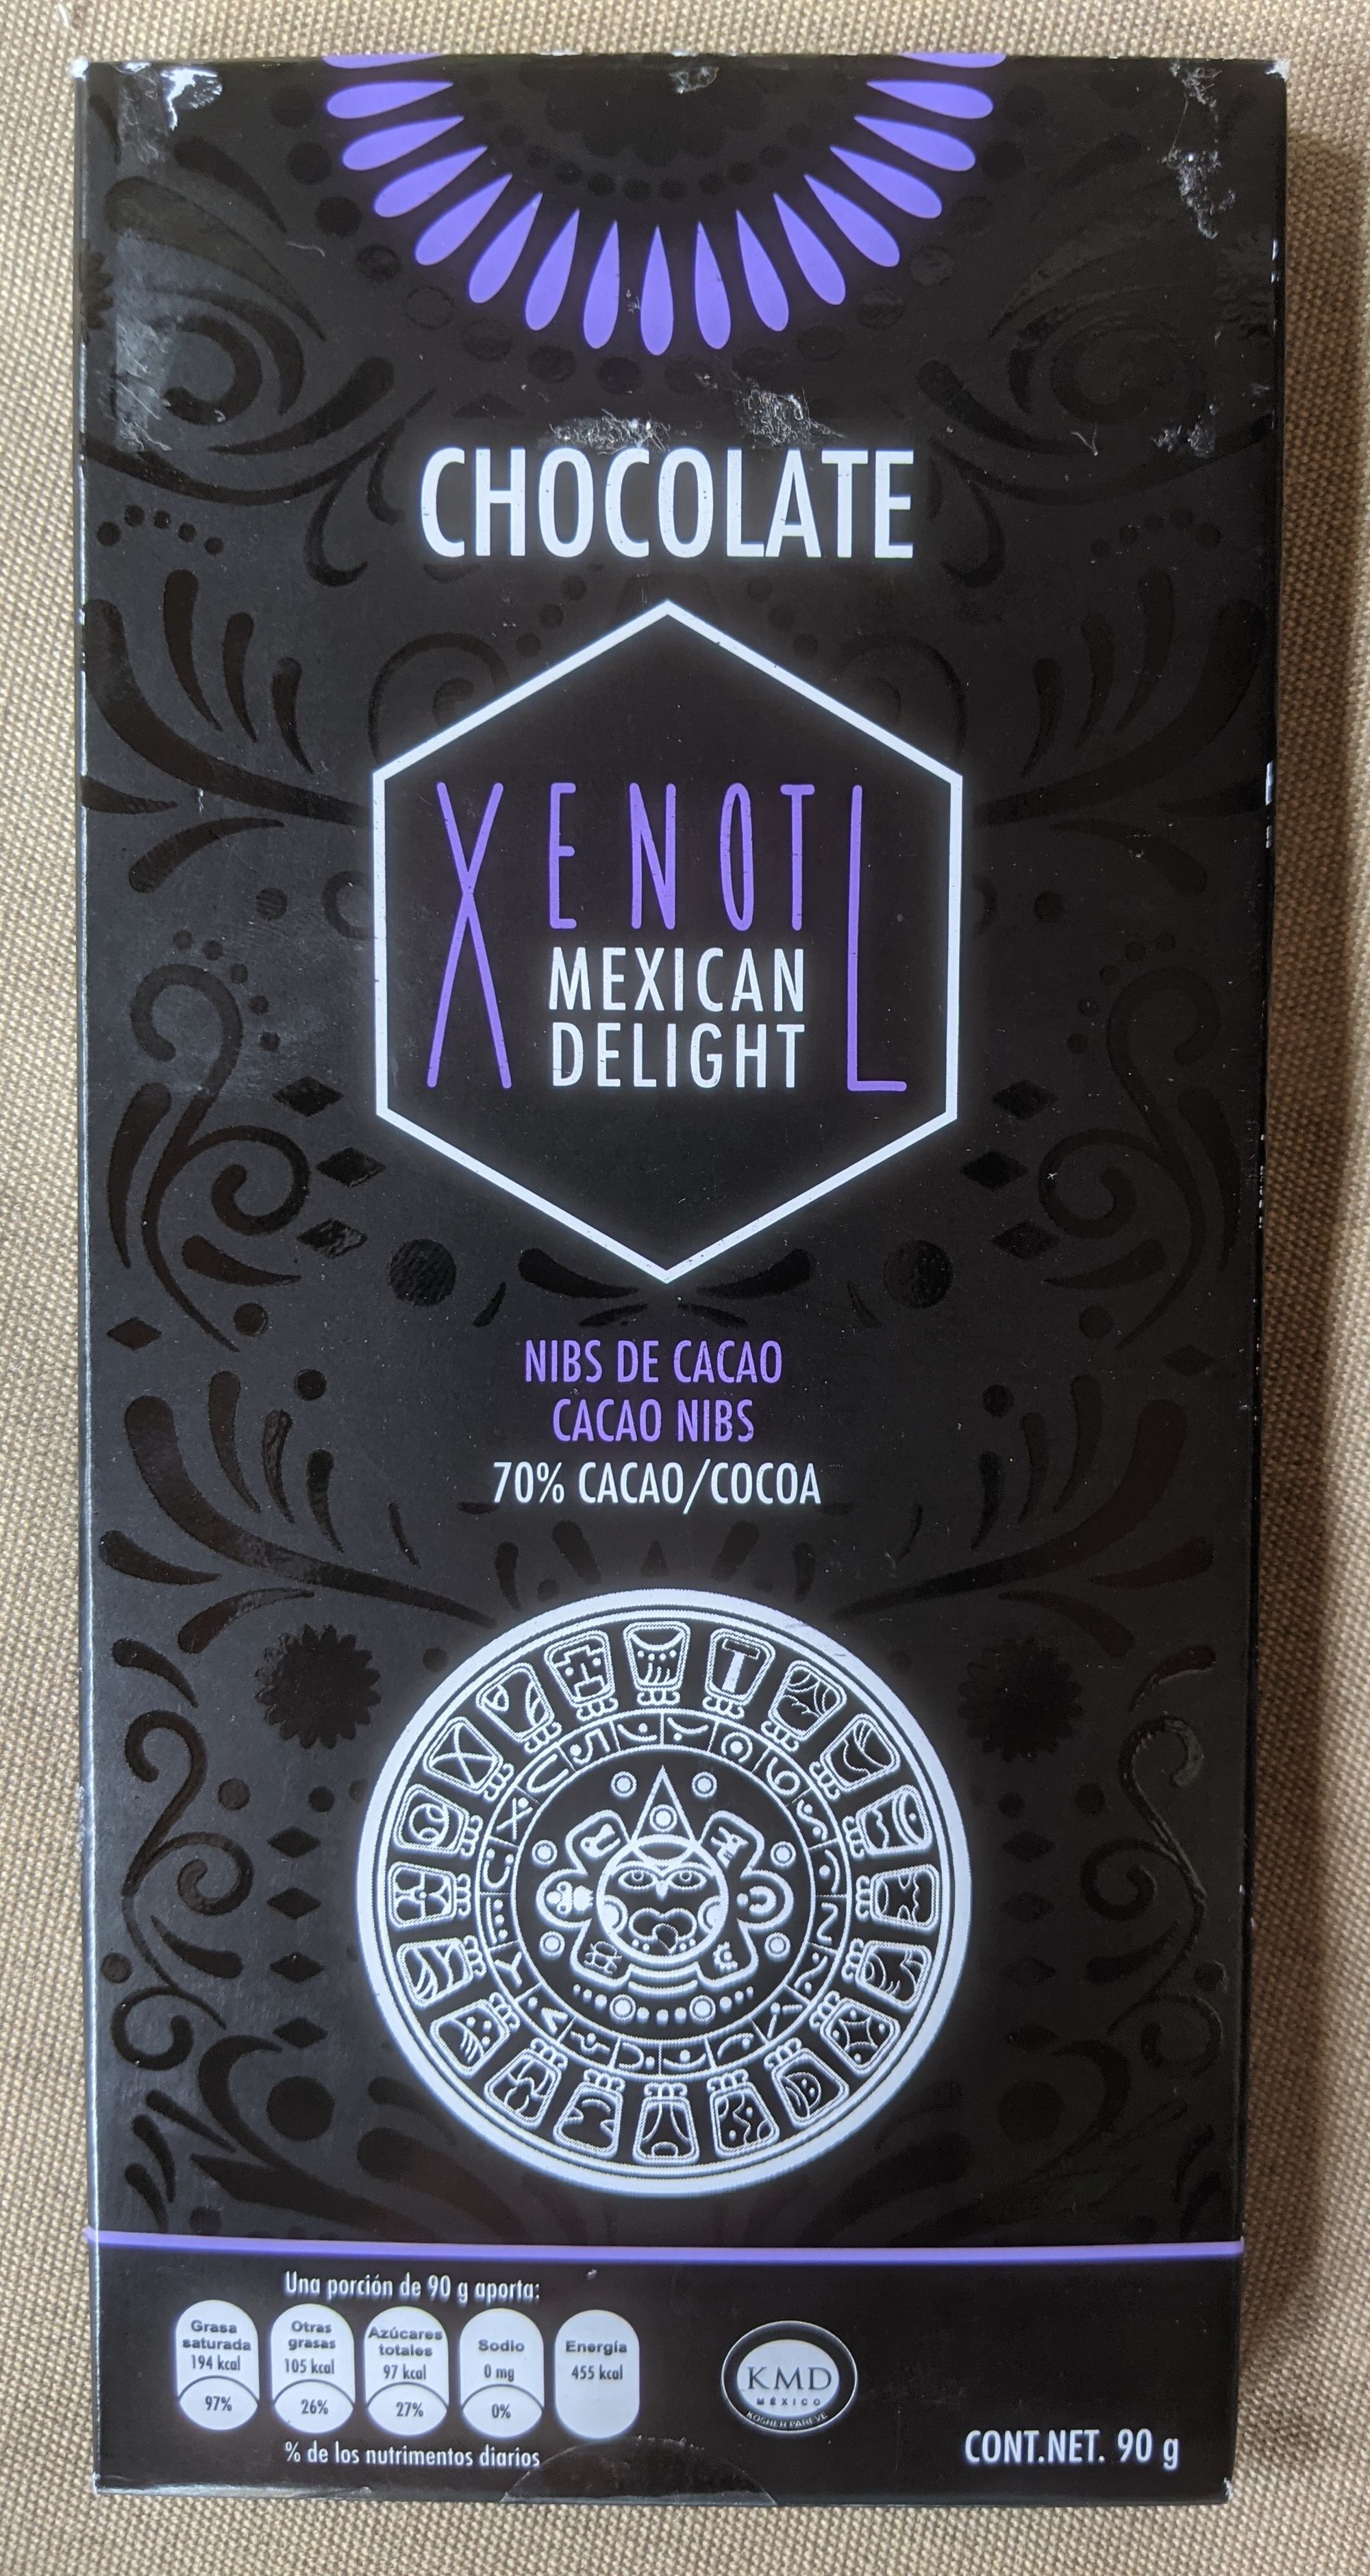 CHOCOLATE
XENOTL
MEXICAN
DELIGHT
NIBS DE CACAO
CACAO NIBS
70% CACAO/COCOA
Una porción de 90 g aporta:
Grasa
saturada
194 kcal
97%
Otras
grasas
105 kcal
26%
Azúcares
totales
97 kcal
27%
Sodio
0 mg
0%
Energía
455 kcal
% de los nutrimentos diarios
KMD
MÉXICO
KOSHER PAREVE
CONT.NET. 90 g